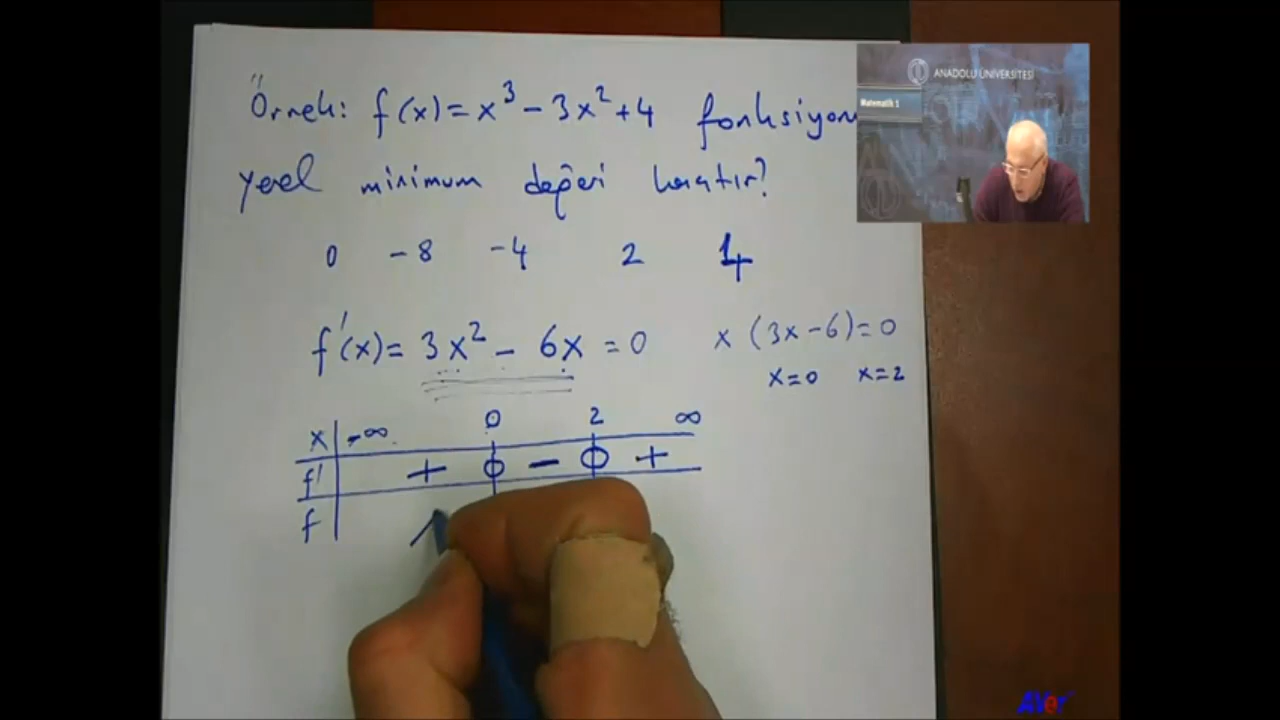 Örnek: f(x) = x³ - 3x² + 4 fonksiyon
yerel minimum değeri kaçtır?
0 -8 -4 2 4
f'(x) = 3x² - 6x = 0 x (3x - 6) = 0
x = 0 x = 2
x -∞ 0 2 ∞
f' + 0 - 0 +
f
ANADOLU ÜNİVERSİTESİ
Matematik 1
AVer